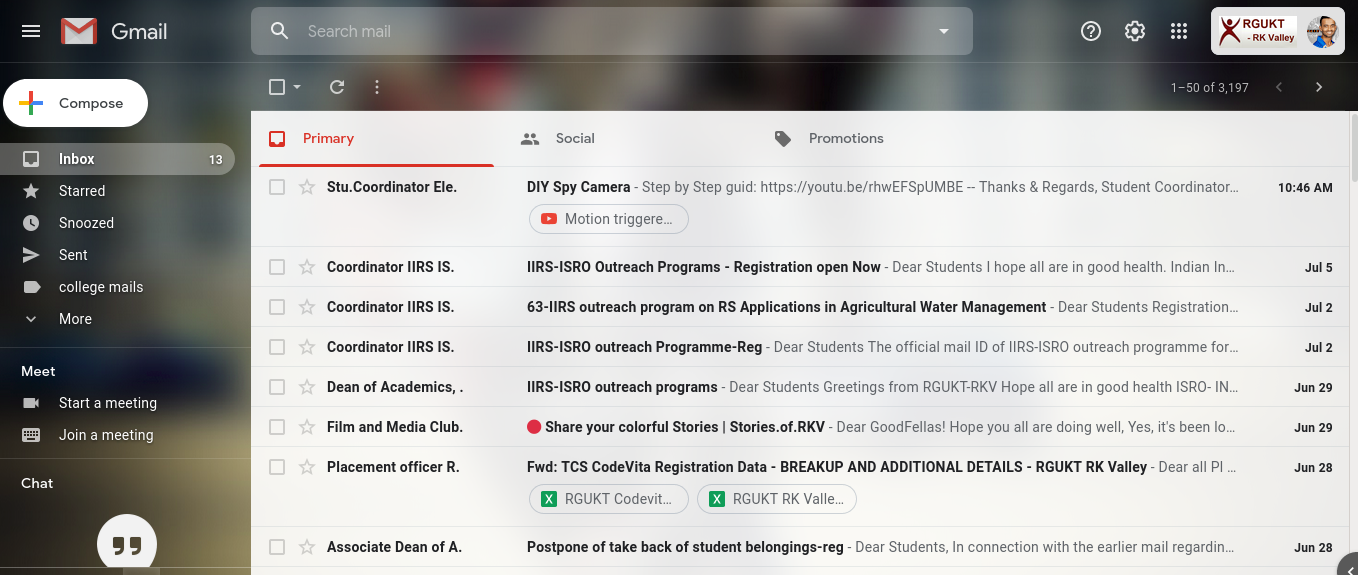 Gmail
Search mail
RGUKT
- RK Valley
Compose
1–50 of 3,197
Primary
Social
Promotions
Inbox 13
Starred
Snoozed
Sent
college mails
More
Meet
Start a meeting
Join a meeting
Chat
Stu.Coordinator Ele. DIY Spy Camera - Step by Step guid: https://youtu.be/rhwEFSpUMBE -- Thanks & Regards, Student Coordinator… 10:46 AM
Motion triggere…
Coordinator IIRS IS. IIRS-ISRO Outreach Programs - Registration open Now - Dear Students I hope all are in good health. Indian In… Jul 5
Coordinator IIRS IS. 63-IIRS outreach program on RS Applications in Agricultural Water Management - Dear Students Registration… Jul 2
Coordinator IIRS IS. IIRS-ISRO outreach Programme-Reg - Dear Students The official mail ID of IIRS-ISRO outreach programme for… Jul 2
Dean of Academics, . IIRS-ISRO outreach programs - Dear Students Greetings from RGUKT-RKV Hope all are in good health ISRO- IN… Jun 29
Film and Media Club. 🔴 Share your colorful Stories | Stories.of.RKV - Dear GoodFellas! Hope you all are doing well, Yes, it's been lo… Jun 29
Placement officer R. Fwd: TCS CodeVita Registration Data - BREAKUP AND ADDITIONAL DETAILS - RGUKT RK Valley - Dear all Pl … Jun 28
RGUKT Codevit… RGUKT RK Valle…
Associate Dean of A. Postpone of take back of student belongings-reg - Dear Students, In connection with the earlier mail regardin… Jun 28